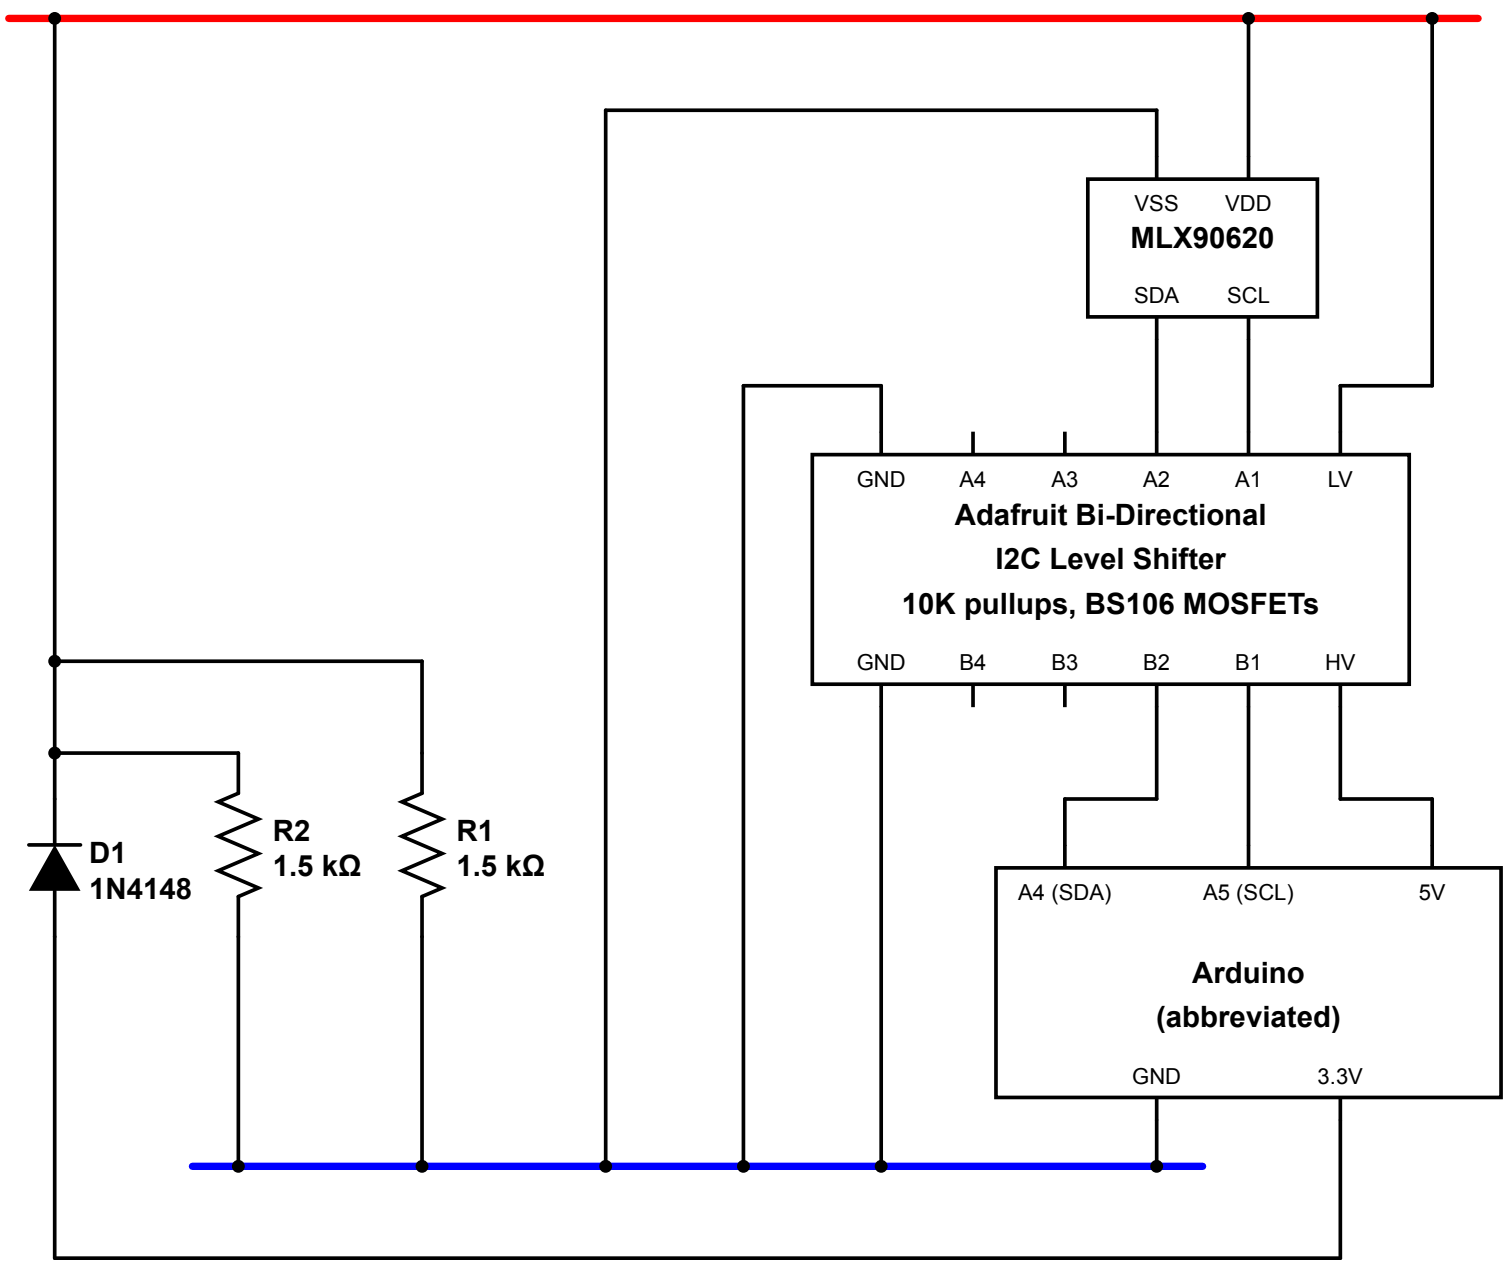 VSS VDD
MLX90620
SDA SCL
GND A4 A3 A2 A1 LV
Adafruit Bi-Directional
I2C Level Shifter
10K pullups, BS106 MOSFETs
GND B4 B3 B2 B1 HV
D1
1N4148
R2
1.5 kΩ
R1
1.5 kΩ
A4 (SDA) A5 (SCL) 5V
Arduino
(abbreviated)
GND 3.3V